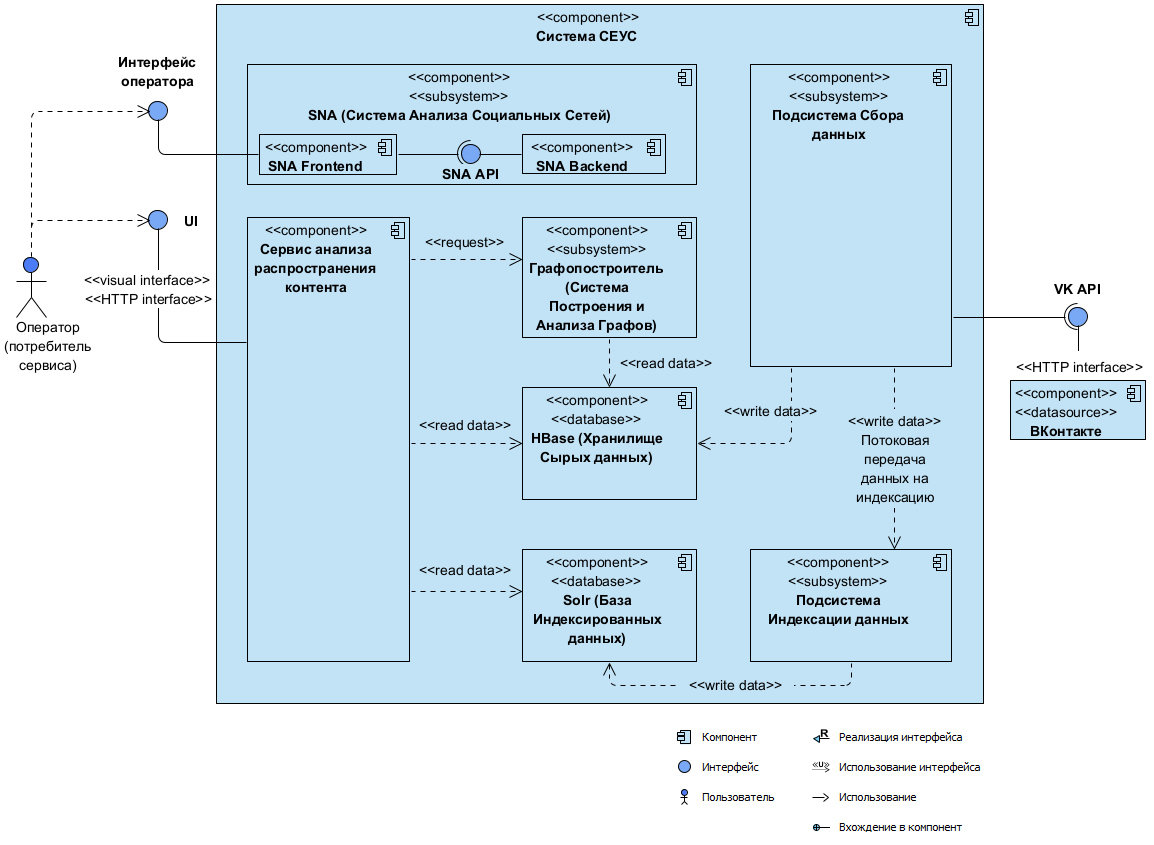 <<component>>
Система СЕУС
Интерфейс
оператора
<<component>>
<<subsystem>>
SNA (Система Анализа Социальных Сетей)
<<component>>
SNA Frontend
SNA API
<<component>>
SNA Backend
<<component>>
<<subsystem>>
Подсистема Сбора
данных
UI
<<visual interface>>
<<HTTP interface>>
Оператор
(потребитель
сервиса)
<<component>>
Сервис анализа
распространения
контента
<<request>>
<<component>>
<<subsystem>>
Графопостроитель
(Система
Построения и
Анализа Графов)
<<read data>>
VK API
<<HTTP interface>>
<<component>>
<<datasource>>
ВКонтакте
<<read data>>
<<component>>
<<database>>
HBase (Хранилище
Сырых данных)
<<write data>>
<<write data>>
Потоковая
передача
данных на
индексацию
<<read data>>
<<component>>
<<database>>
Solr (База
Индексированных
данных)
<<component>>
<<subsystem>>
Подсистема
Индексации данных
<<write data>>
Компонент
R
Реализация интерфейса
Интерфейс
<<U>>
Использование интерфейса
Пользователь
Использование
Вхождение в компонент